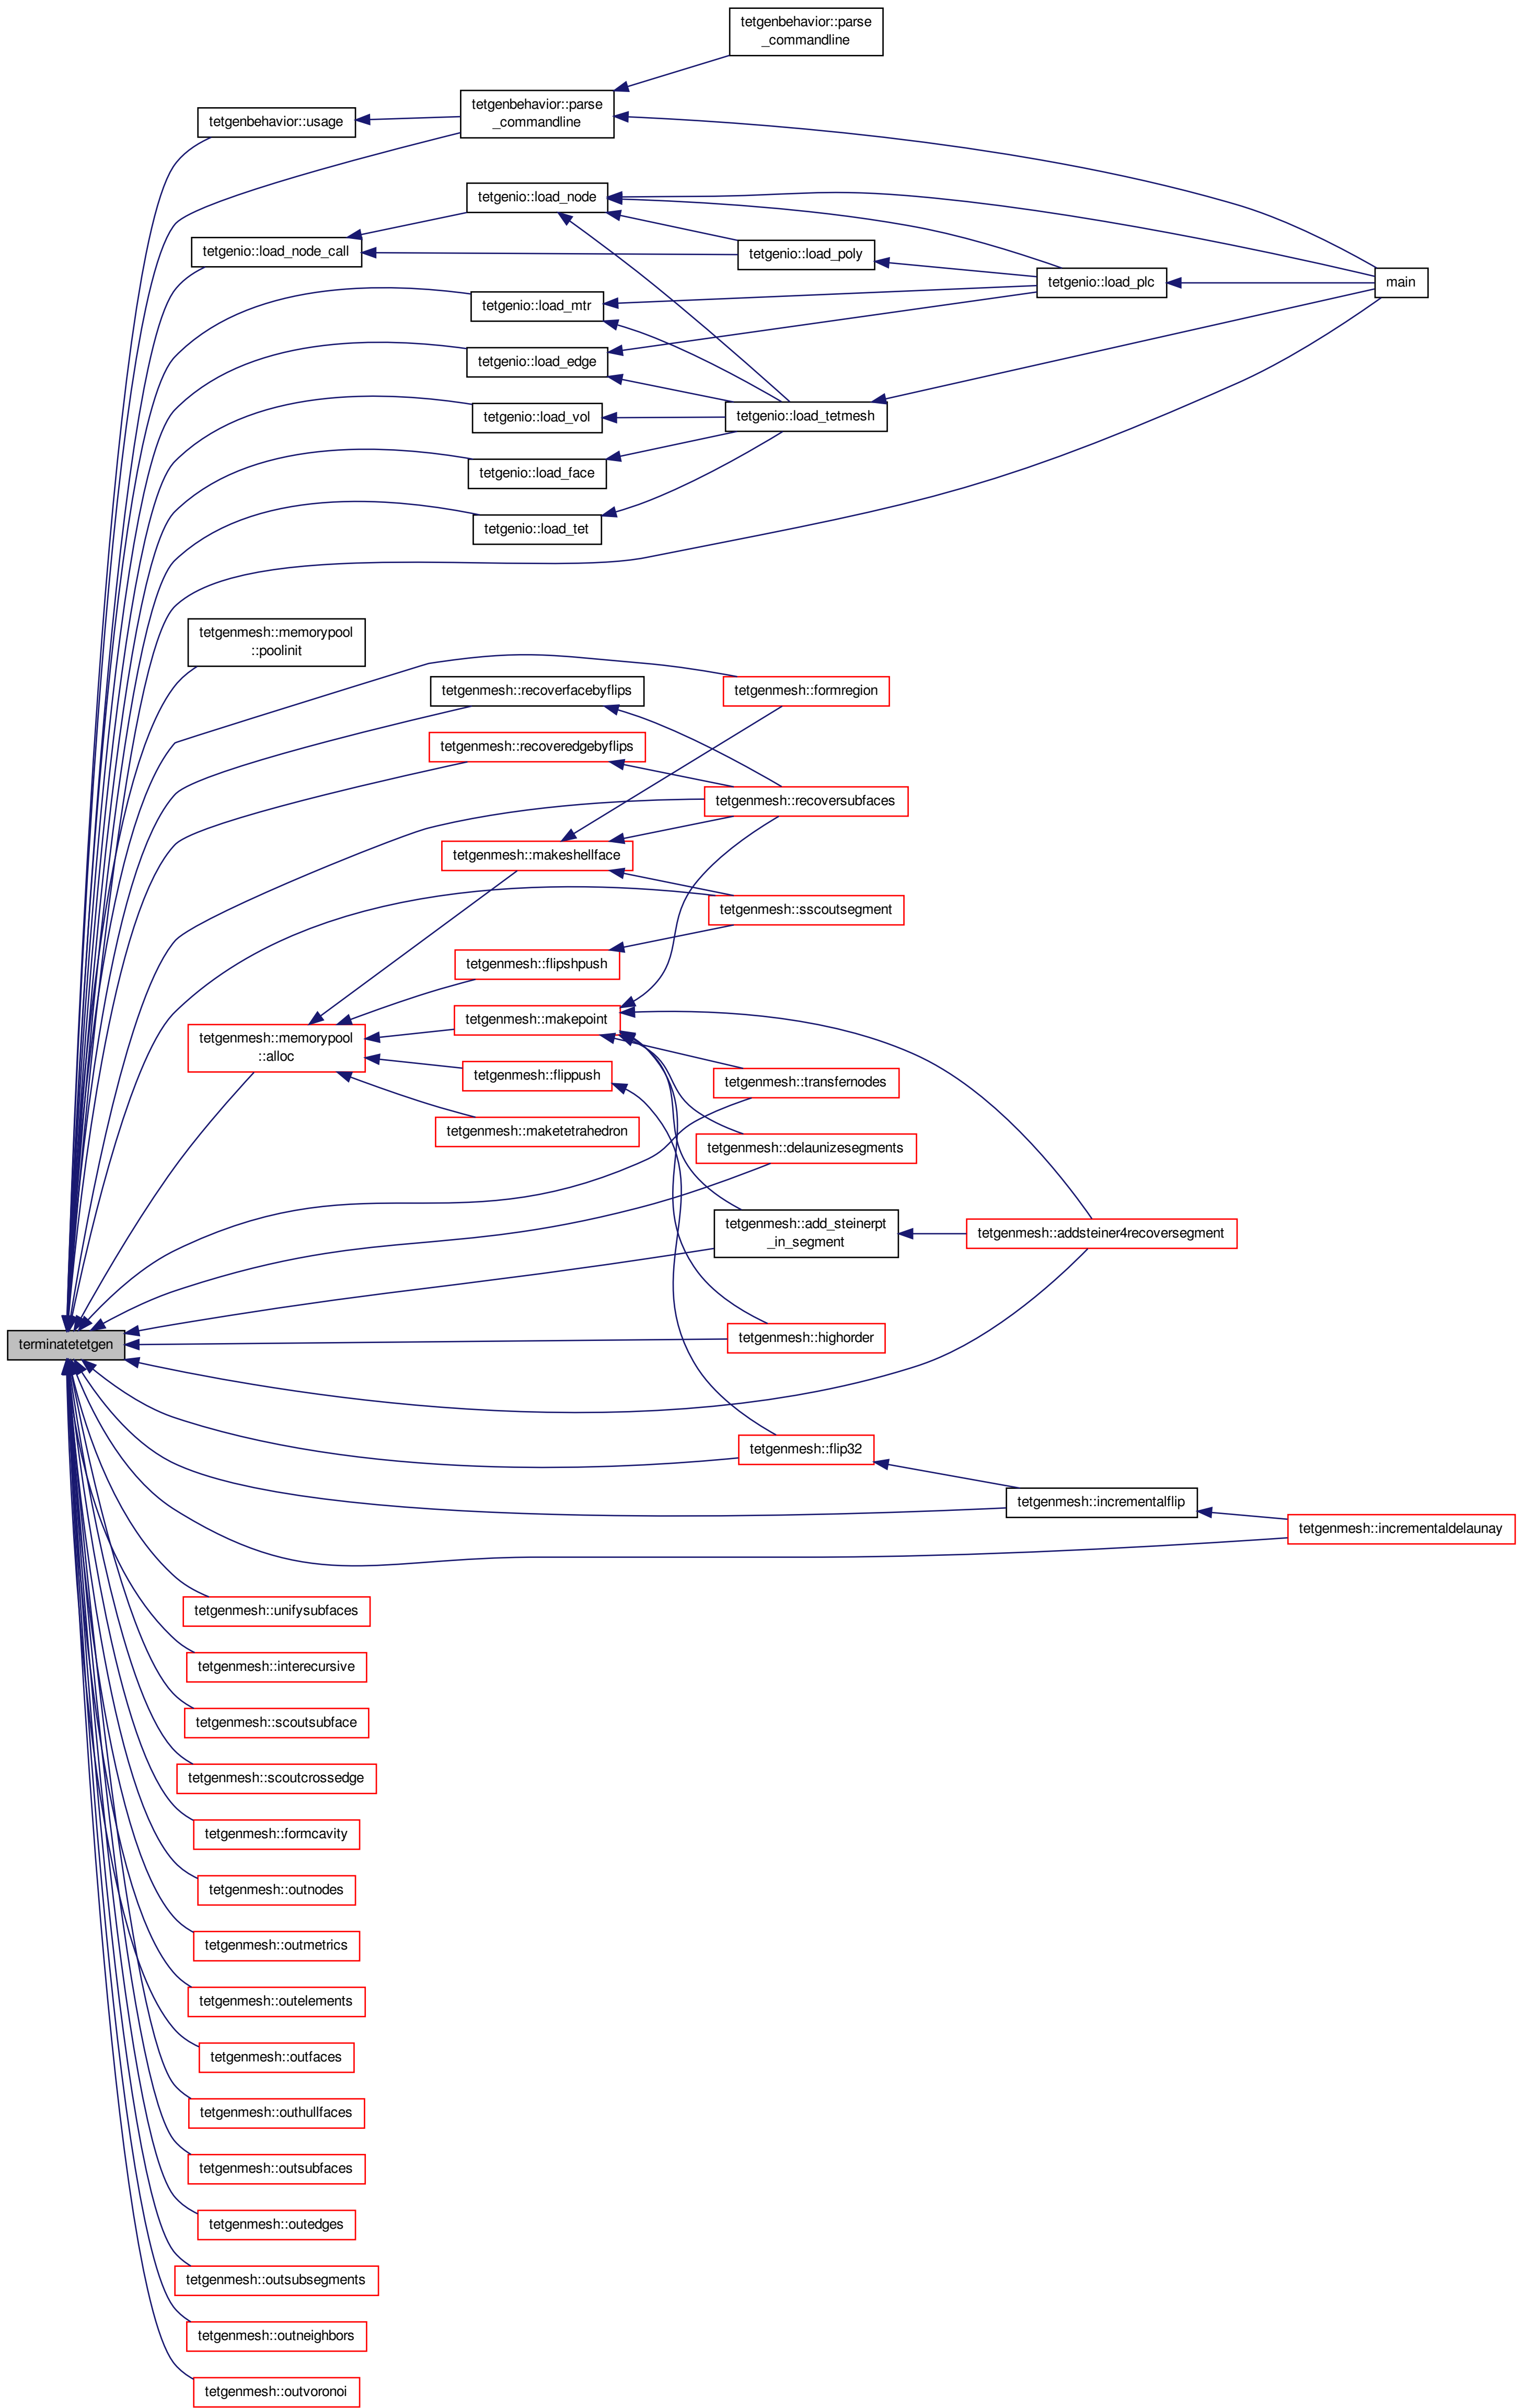 tetgenbehavior::parse
_commandline
tetgenbehavior::parse
_commandline
tetgenbehavior::usage
tetgenio::load_node
tetgenio::load_node_call
tetgenio::load_poly
tetgenio::load_plc
main
tetgenio::load_mtr
tetgenio::load_edge
tetgenio::load_vol
tetgenio::load_tetmesh
tetgenio::load_face
tetgenio::load_tet
tetgenmesh::memorypool
::poolinit
tetgenmesh::recoverfacebyflips
tetgenmesh::formregion
tetgenmesh::recoveredgebyflips
tetgenmesh::recoversubfaces
tetgenmesh::makeshellface
tetgenmesh::sscoutsegment
tetgenmesh::flipshpush
tetgenmesh::makepoint
tetgenmesh::memorypool
::alloc
tetgenmesh::flippush
tetgenmesh::transfernodes
tetgenmesh::maketetrahedron
tetgenmesh::delaunizesegments
tetgenmesh::add_steinerpt
_in_segment
tetgenmesh::addsteiner4recoversegment
terminatetetgen
tetgenmesh::highorder
tetgenmesh::flip32
tetgenmesh::incrementalflip
tetgenmesh::incrementaldelaunay
tetgenmesh::unifysubfaces
tetgenmesh::interecursive
tetgenmesh::scoutsubface
tetgenmesh::scoutcrossedge
tetgenmesh::formcavity
tetgenmesh::outnodes
tetgenmesh::outmetrics
tetgenmesh::outelements
tetgenmesh::outfaces
tetgenmesh::outhullfaces
tetgenmesh::outsubfaces
tetgenmesh::outedges
tetgenmesh::outsubsegments
tetgenmesh::outneighbors
tetgenmesh::outvoronoi